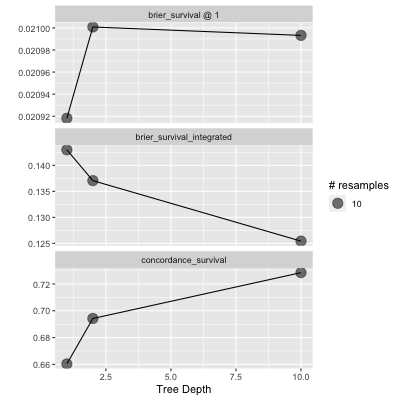 brier_survival @ 1
0.02100
0.02098
0.02096
0.02094
0.02092
brier_survival_integrated
0.140
0.135
0.130
0.125
# resamples
10
concordance_survival
0.72
0.70
0.68
0.66
2.5 5.0 7.5 10.0
Tree Depth